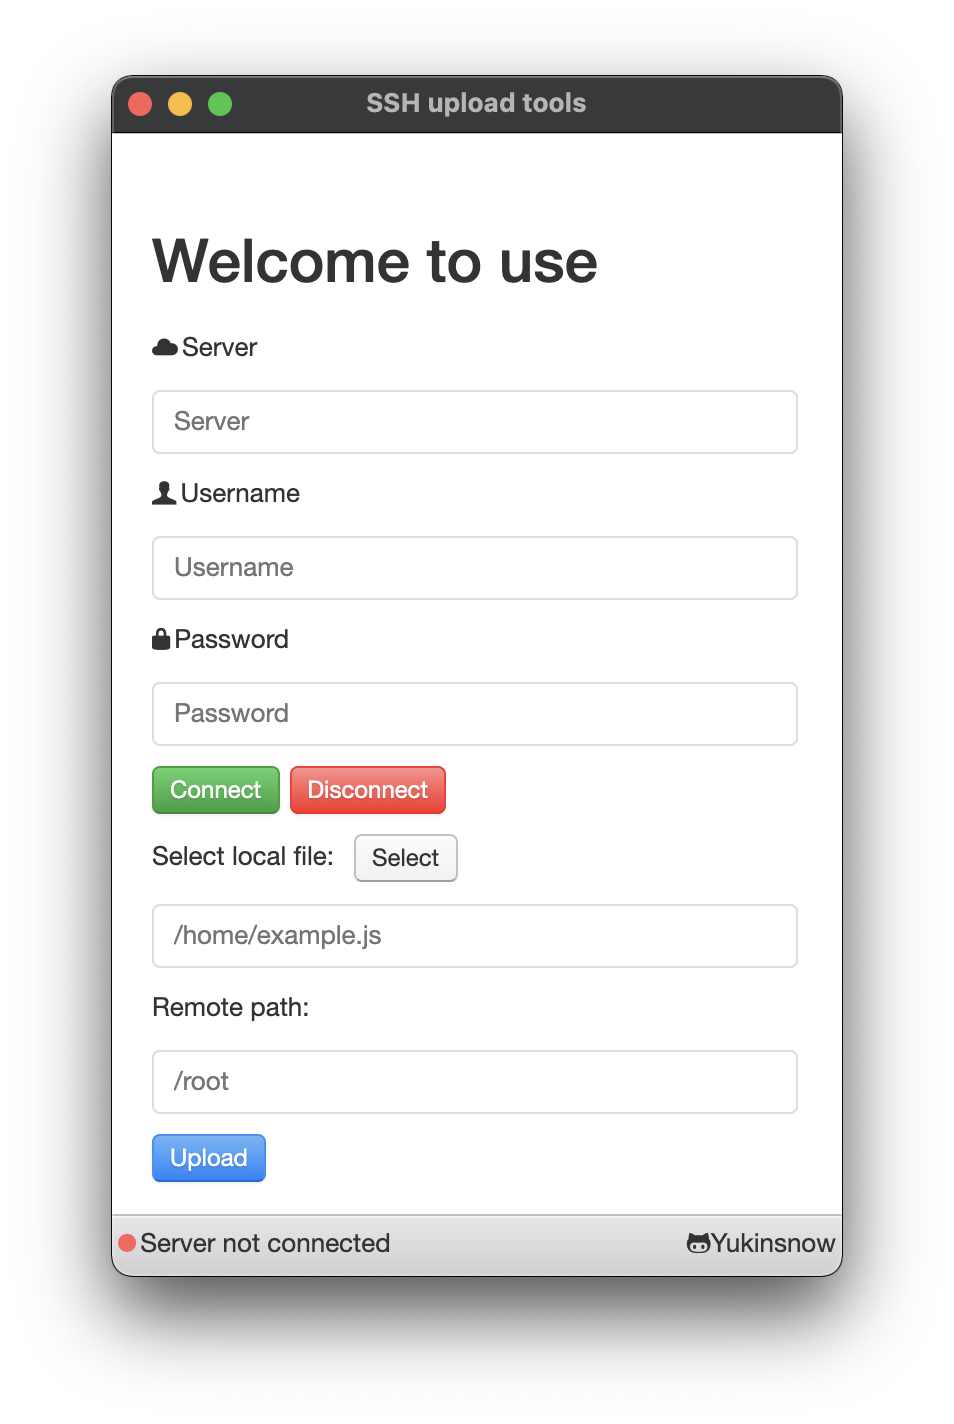 SSH upload tools
Welcome to use
Server
Server
Username
Username
Password
Password
Connect Disconnect
Select local file: Select
/home/example.js
Remote path:
/root
Upload
Server not connected Yukinsnow